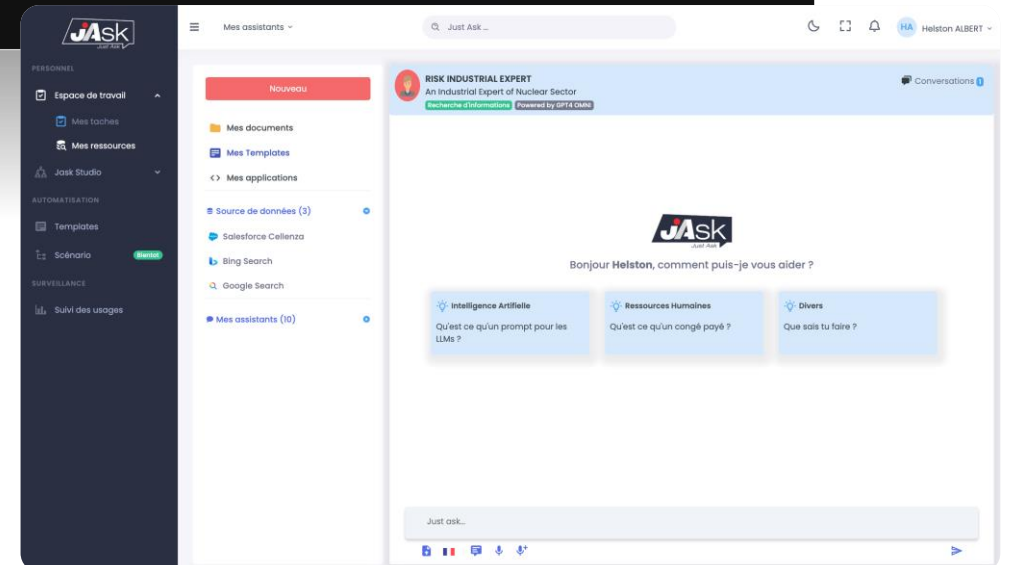 JASk
Just Ask
Mes assistants
Just Ask ...
HA
Helston ALBERT
PERSONNEL
Espace de travail
Mes taches
Mes ressources
Jask Studio
AUTOMATISATION
Templates
Scénario
Bientot
SURVEILLANCE
Suivi des usages
Nouveau
Mes documents
Mes Templates
<> Mes applications
Source de données (3)
Salesforce Cellenza
Bing Search
Google Search
Mes assistants (10)
RISK INDUSTRIAL EXPERT
An Industrial Expert of Nuclear Sector
Recherche d'informations
Powered by GPT4 OMNI
Conversations
JASk
Just Ask
Bonjour Helston, comment puis-je vous aider ?
Intelligence Artifielle
Qu'est ce qu'un prompt pour les
LLMs ?
Ressources Humaines
Qu'est ce qu'un congé payé ?
Divers
Que sais tu faire ?
Just ask...